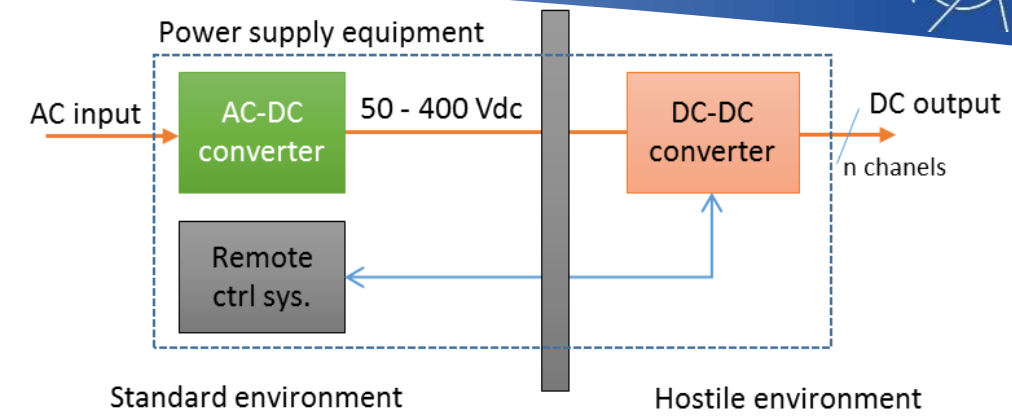 Power supply equipment
AC input
AC-DC
converter
50 - 400 Vdc
DC-DC
converter
DC output
n chanels
Remote
ctrl sys.
Standard environment
Hostile environment